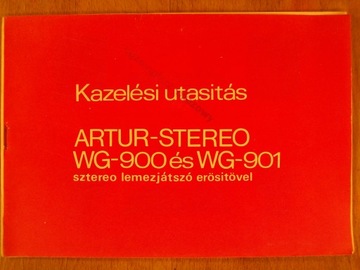 Kazelési utasitás
ARTUR-STEREO
WG-900 és WG-901
sztereo lemezjátszó erösitövel